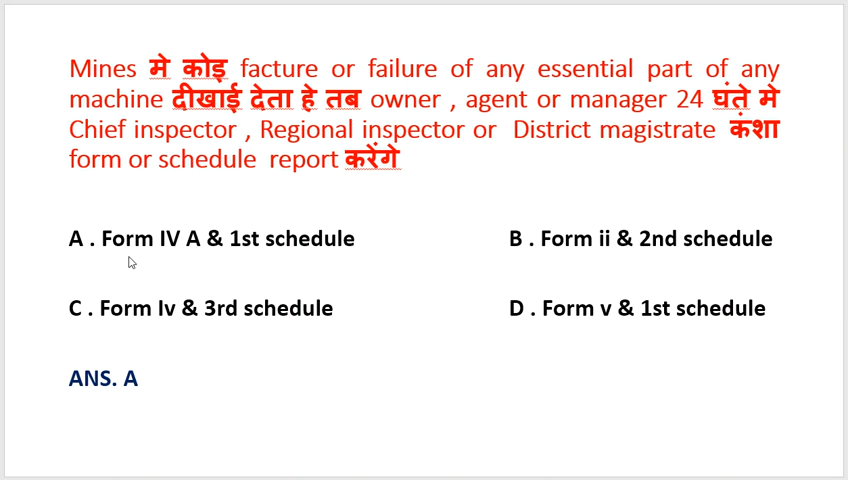 Mines मे कोइ facture or failure of any essential part of any
machine दीखाई देता हे तब owner , agent or manager 24 घंते मे
Chief inspector , Regional inspector or District magistrate कंशा
form or schedule report करेंगे
A . Form IV A & 1st schedule
B . Form ii & 2nd schedule
C . Form Iv & 3rd schedule
D . Form v & 1st schedule
ANS. A